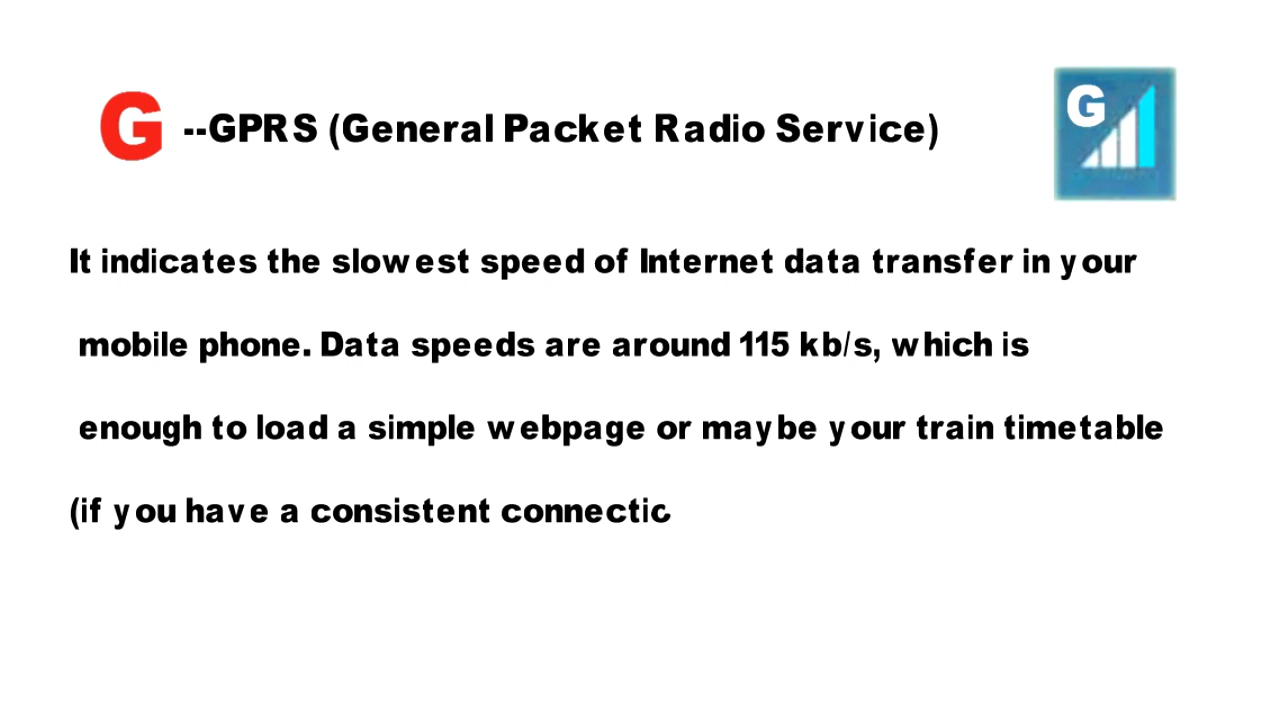 G --GPRS (General Packet Radio Service)
G
It indicates the slowest speed of Internet data transfer in your
mobile phone. Data speeds are around 115 kb/s, which is
enough to load a simple webpage or maybe your train timetable
(if you have a consistent